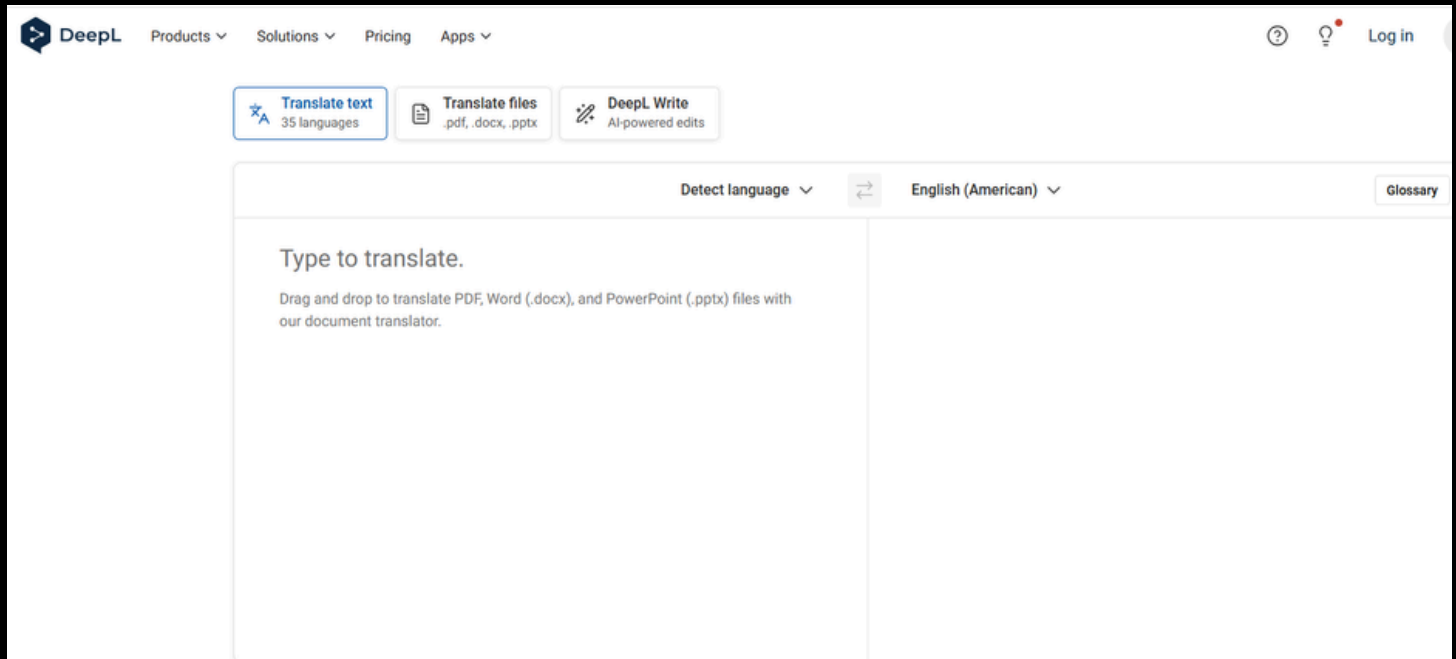 DeepL Products Solutions Pricing Apps Log in
Translate text
35 languages
Translate files
.pdf, .docx, .pptx
DeepL Write
AI-powered edits
Detect language English (American) Glossary
Type to translate.
Drag and drop to translate PDF, Word (.docx), and PowerPoint (.pptx) files with
our document translator.